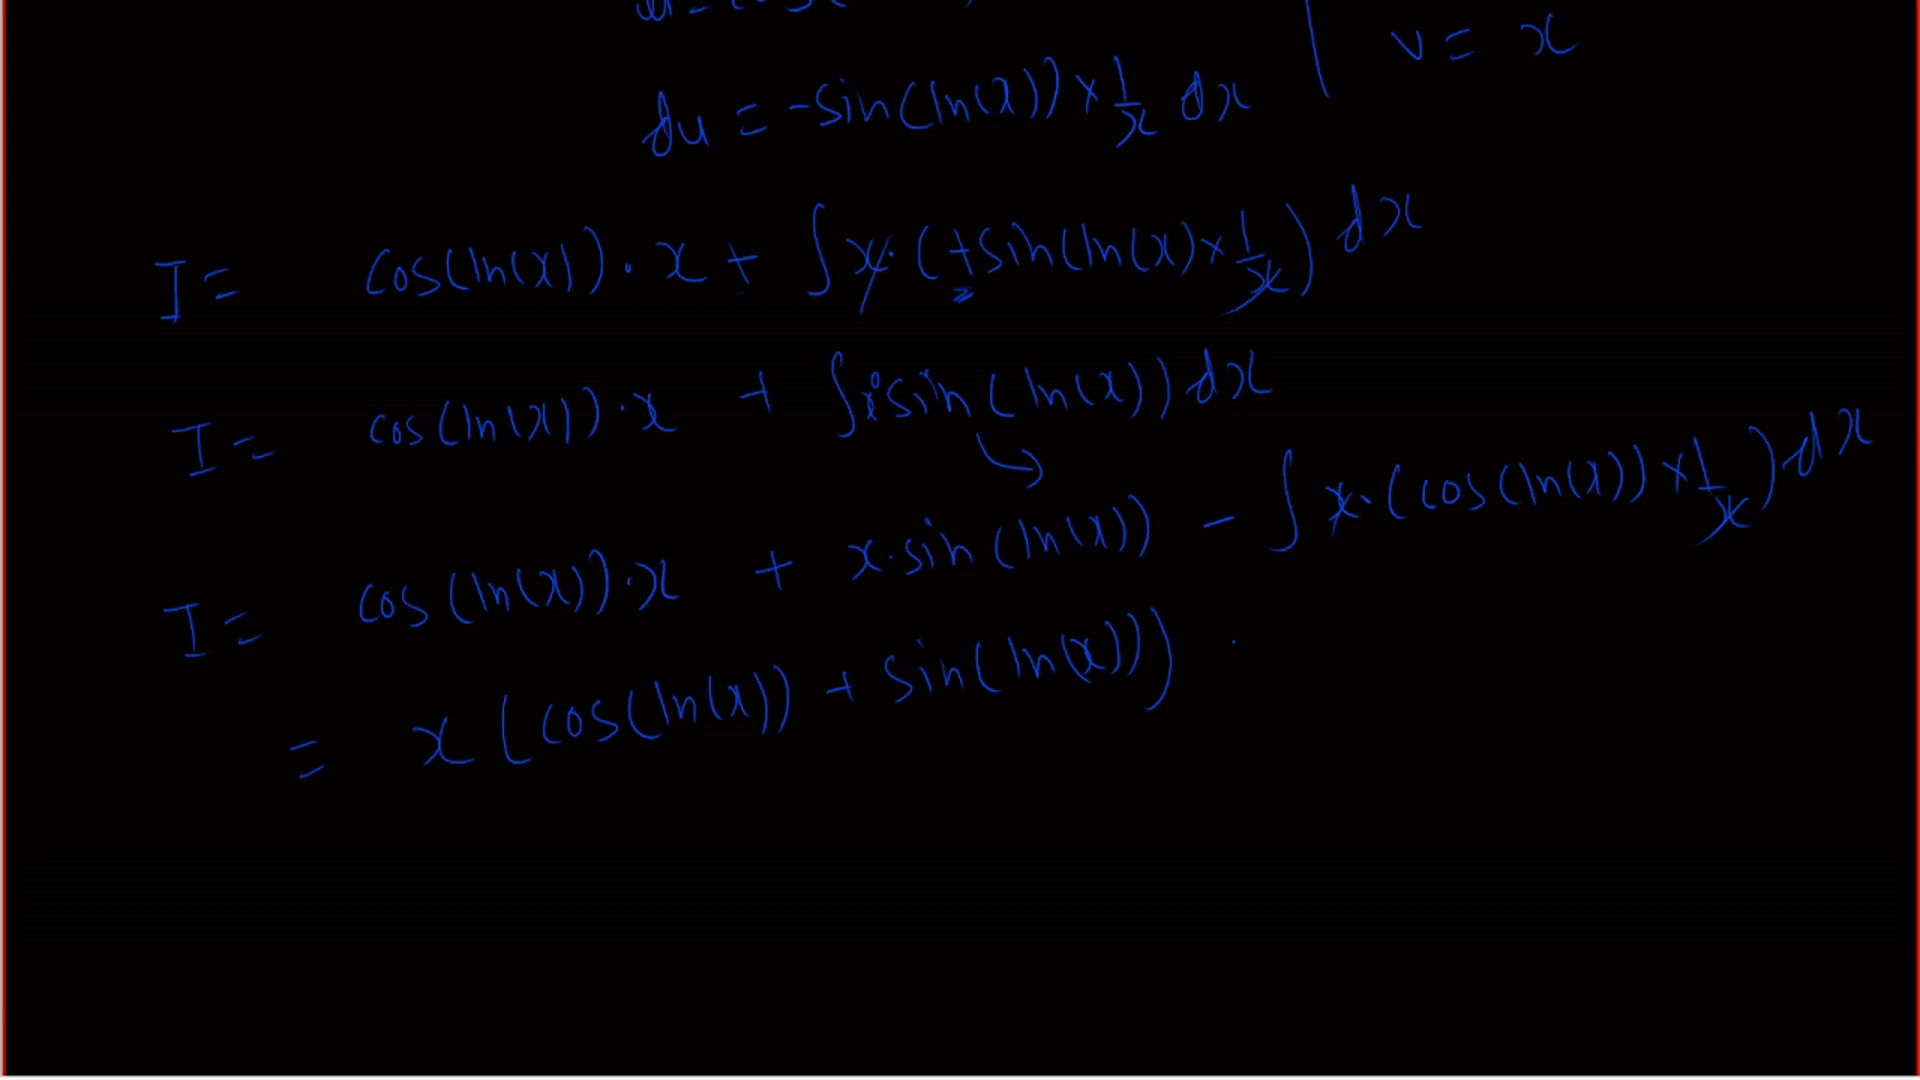 v = x
du = -sin(ln(x)) × 1/x dx
I = cos(ln(x)) · x + ∫ x · (+sin(ln(x) × 1/x) dx
I = cos(ln(x)) · x + ∫ sin(ln(x)) dx
I = cos(ln(x)) · x + x · sin(ln(x)) - ∫ x · (cos(ln(x)) × 1/x) dx
= x (cos(ln(x)) + sin(ln(x))) ·